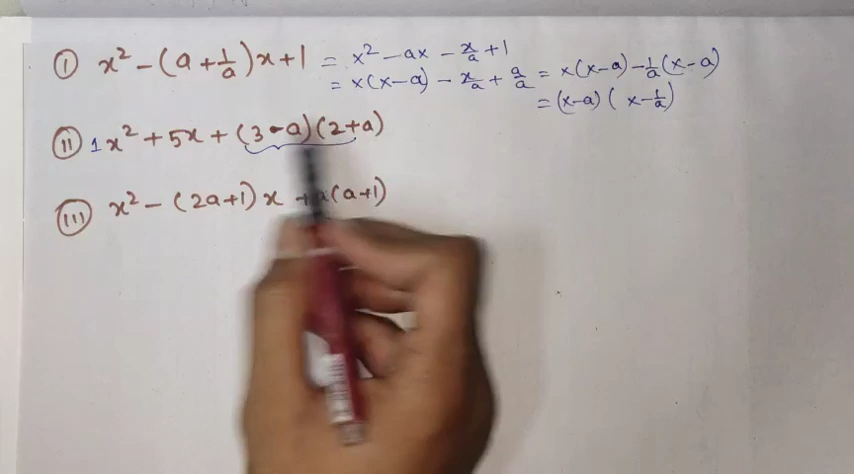 (i) x² - (a + 1/a)x + 1 = x² - ax - x/a + 1
= x(x-a) - x/a + a/a = x(x-a) - 1/a(x-a)
= (x-a) (x - 1/a)
(ii) 1x² + 5x + (3-a)(2+a)
(iii) x² - (2a+1)x + a(a+1)